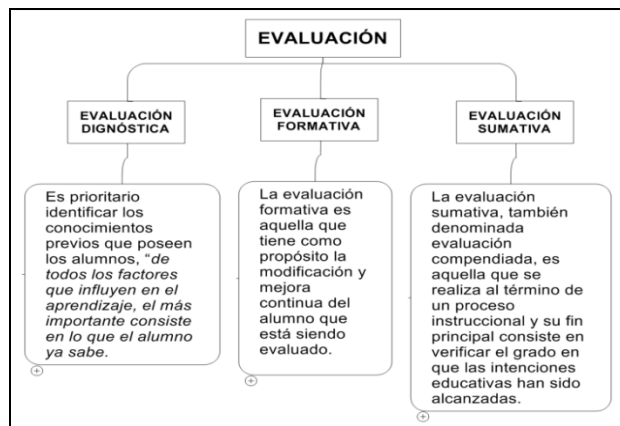 EVALUACIÓN
EVALUACIÓN
DIGNÓSTICA
EVALUACIÓN
FORMATIVA
EVALUACIÓN
SUMATIVA
Es prioritario
identificar los
conocimientos
previos que poseen
los alumnos, "de
todos los factores
que influyen en el
aprendizaje, el más
importante consiste
en lo que el alumno
ya sabe.
La evaluación
formativa es
aquella que
tiene como
propósito la
modificación y
mejora
continua del
alumno que
está siendo
evaluado.
La evaluación
sumativa, también
denominada
evaluación
compendiada, es
aquella que se
realiza al término de
un proceso
instruccional y su fin
principal consiste en
verificar el grado en
que las intenciones
educativas han sido
alcanzadas.